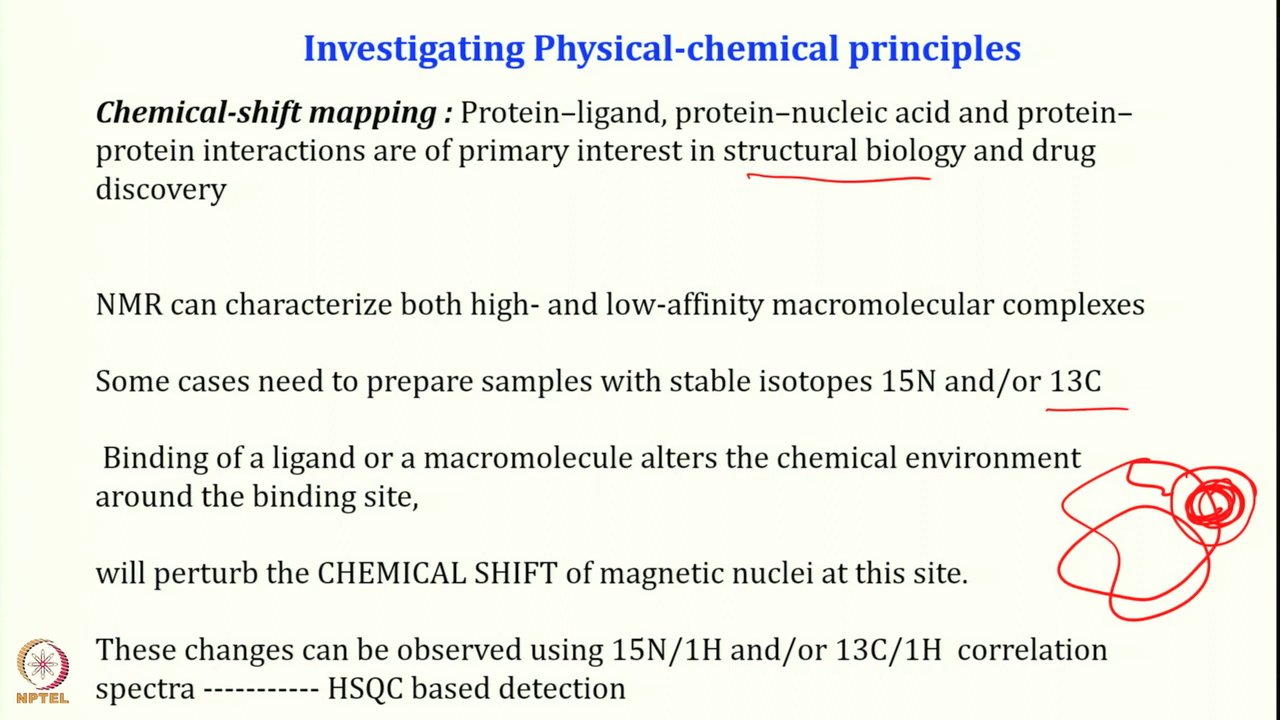 Investigating Physical-chemical principles
Chemical-shift mapping : Protein–ligand, protein–nucleic acid and protein–
protein interactions are of primary interest in structural biology and drug
discovery
NMR can characterize both high- and low-affinity macromolecular complexes
Some cases need to prepare samples with stable isotopes 15N and/or 13C
Binding of a ligand or a macromolecule alters the chemical environment
around the binding site,
will perturb the CHEMICAL SHIFT of magnetic nuclei at this site.
These changes can be observed using 15N/1H and/or 13C/1H correlation
spectra ----------- HSQC based detection
NPTEL